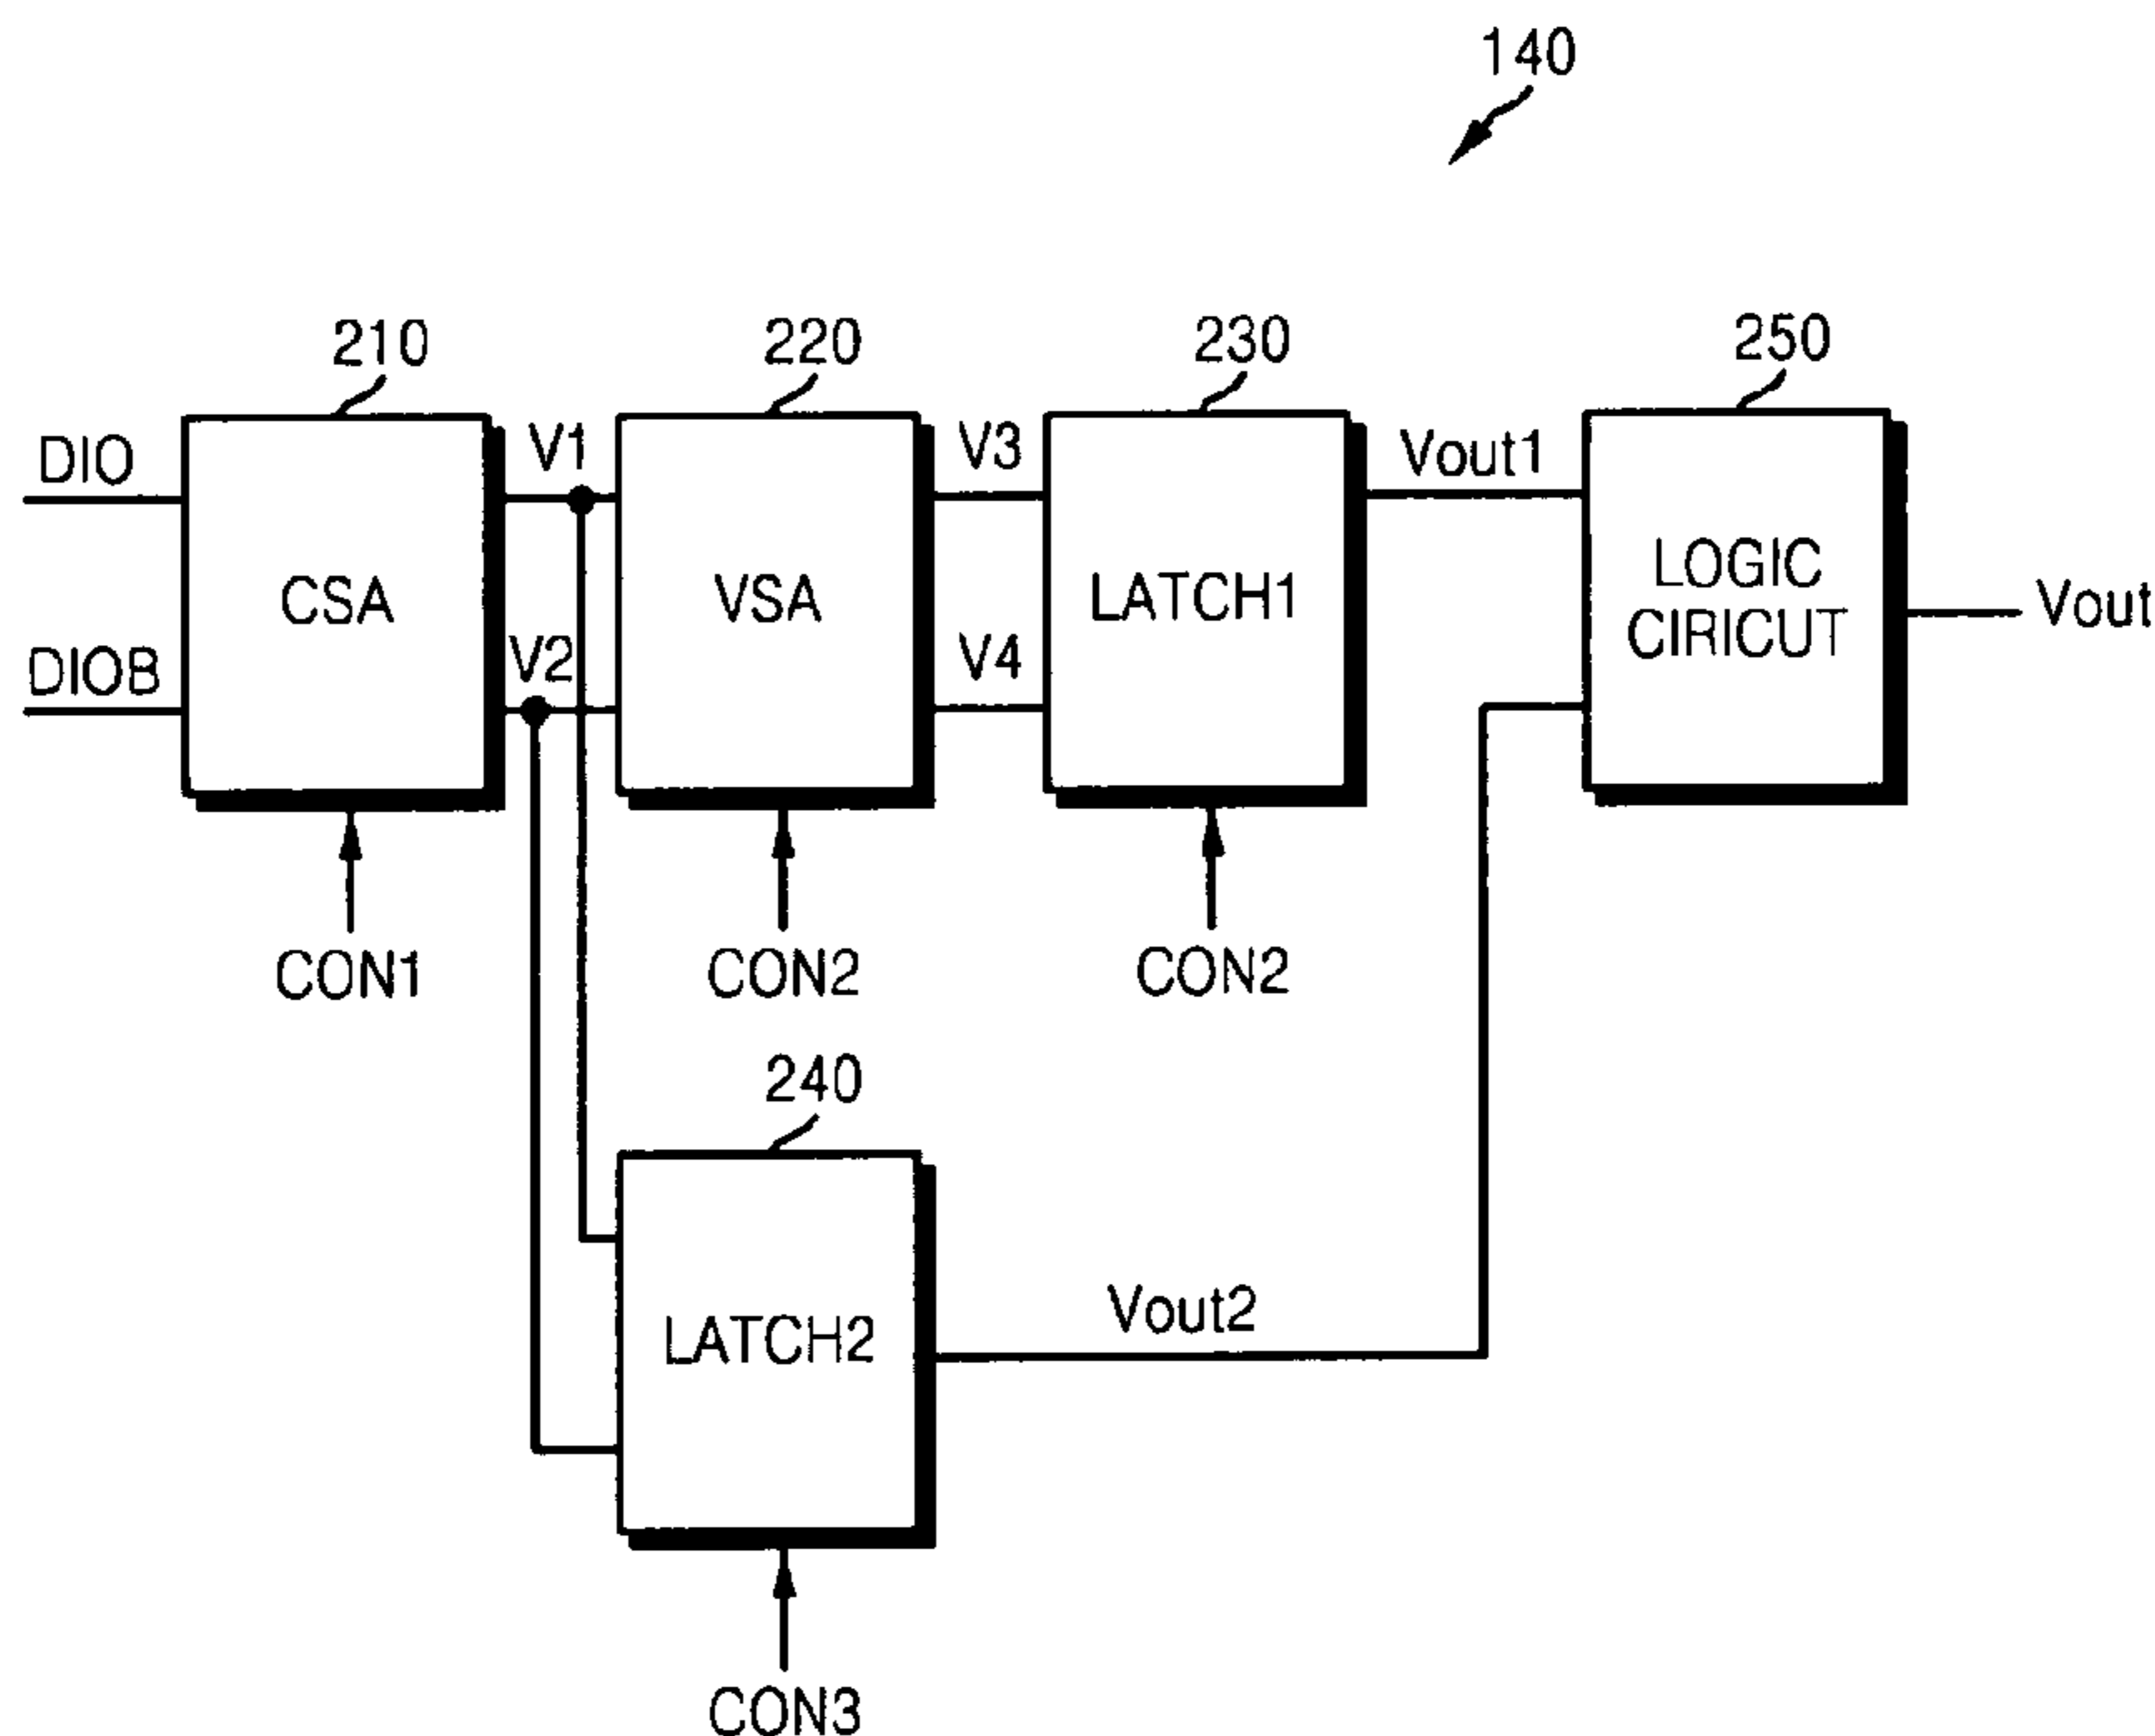 140
210
220
230
250
DIO
V1
V3
Vout1
CSA
VSA
LATCH1
LOGIC
CIRICUT
Vout
DIOB
V2
V4
CON1
CON2
CON2
240
LATCH2
Vout2
CON3